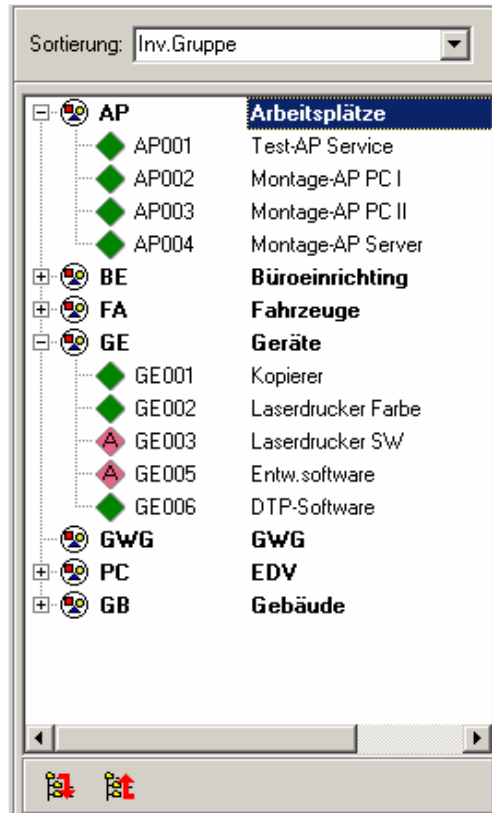 Sortierung: Inv.Gruppe
AP Arbeitsplätze
AP001 Test-AP Service
AP002 Montage-AP PC I
AP003 Montage-AP PC II
AP004 Montage-AP Server
BE Büroeinrichting
FA Fahrzeuge
GE Geräte
GE001 Kopierer
GE002 Laserdrucker Farbe
A GE003 Laserdrucker SW
A GE005 Entw.software
GE006 DTP-Software
GWG GWG
PC EDV
GB Gebäude